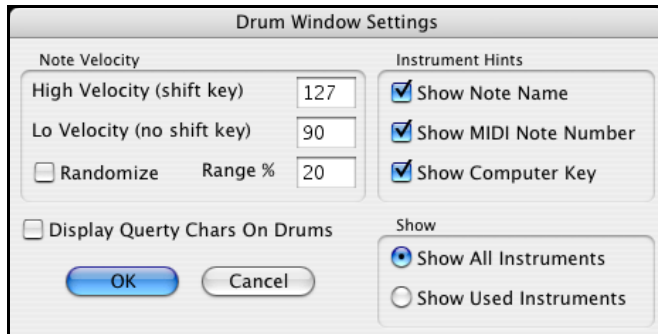 Drum Window Settings
Note Velocity
High Velocity (shift key) 127
Lo Velocity (no shift key) 90
Randomize Range % 20
Display Querty Chars On Drums
OK Cancel
Instrument Hints
Show Note Name
Show MIDI Note Number
Show Computer Key
Show
Show All Instruments
Show Used Instruments